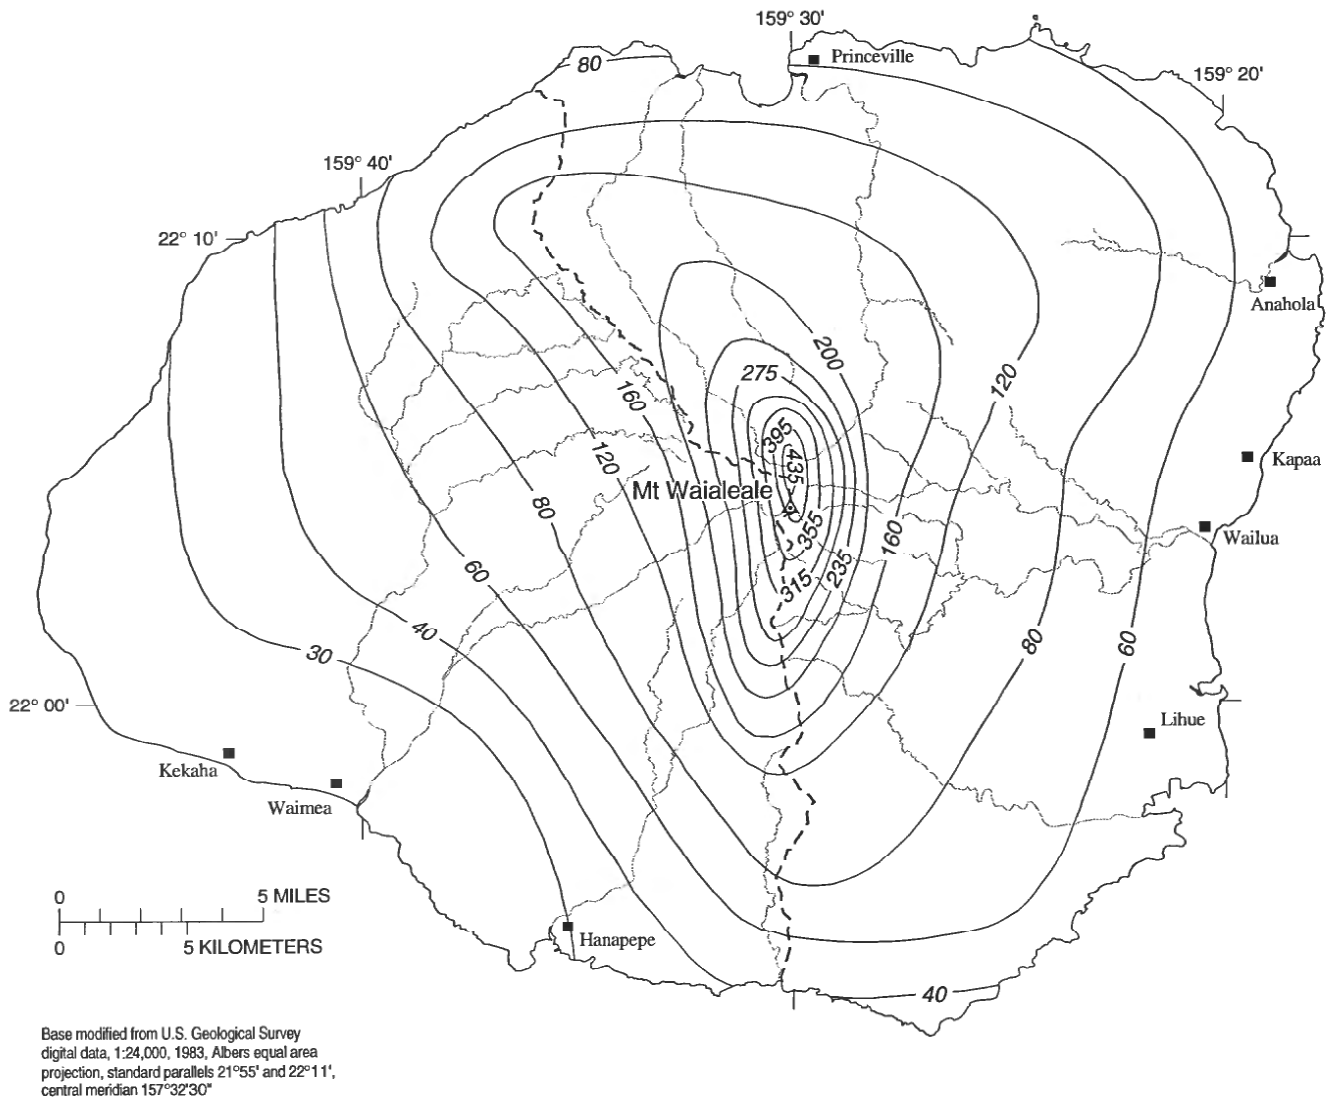 159° 30'
Princeville
80
159° 20'
159° 40'
22° 10'
Anahola
200
275
120
160
395
120
435
Kapaa
Mt Waialeale
80
355
160
Wailua
60
235
315
40
80
60
30
22° 00'
Lihue
Kekaha
Waimea
0 5 MILES
0 5 KILOMETERS
Hanapepe
40
Base modified from U.S. Geological Survey
digital data, 1:24,000, 1983, Albers equal area
projection, standard parallels 21°55' and 22°11',
central meridian 157°32'30"